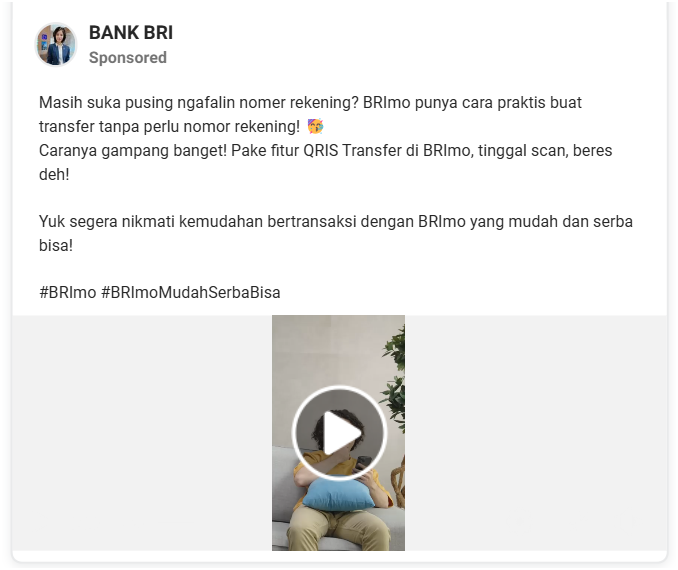 BANK BRI
Sponsored
Masih suka pusing ngafalin nomer rekening? BRImo punya cara praktis buat
transfer tanpa perlu nomor rekening! 🥳
Caranya gampang banget! Pake fitur QRIS Transfer di BRImo, tinggal scan, beres
deh!
Yuk segera nikmati kemudahan bertransaksi dengan BRImo yang mudah dan serba
bisa!
#BRImo #BRImoMudahSerbaBisa